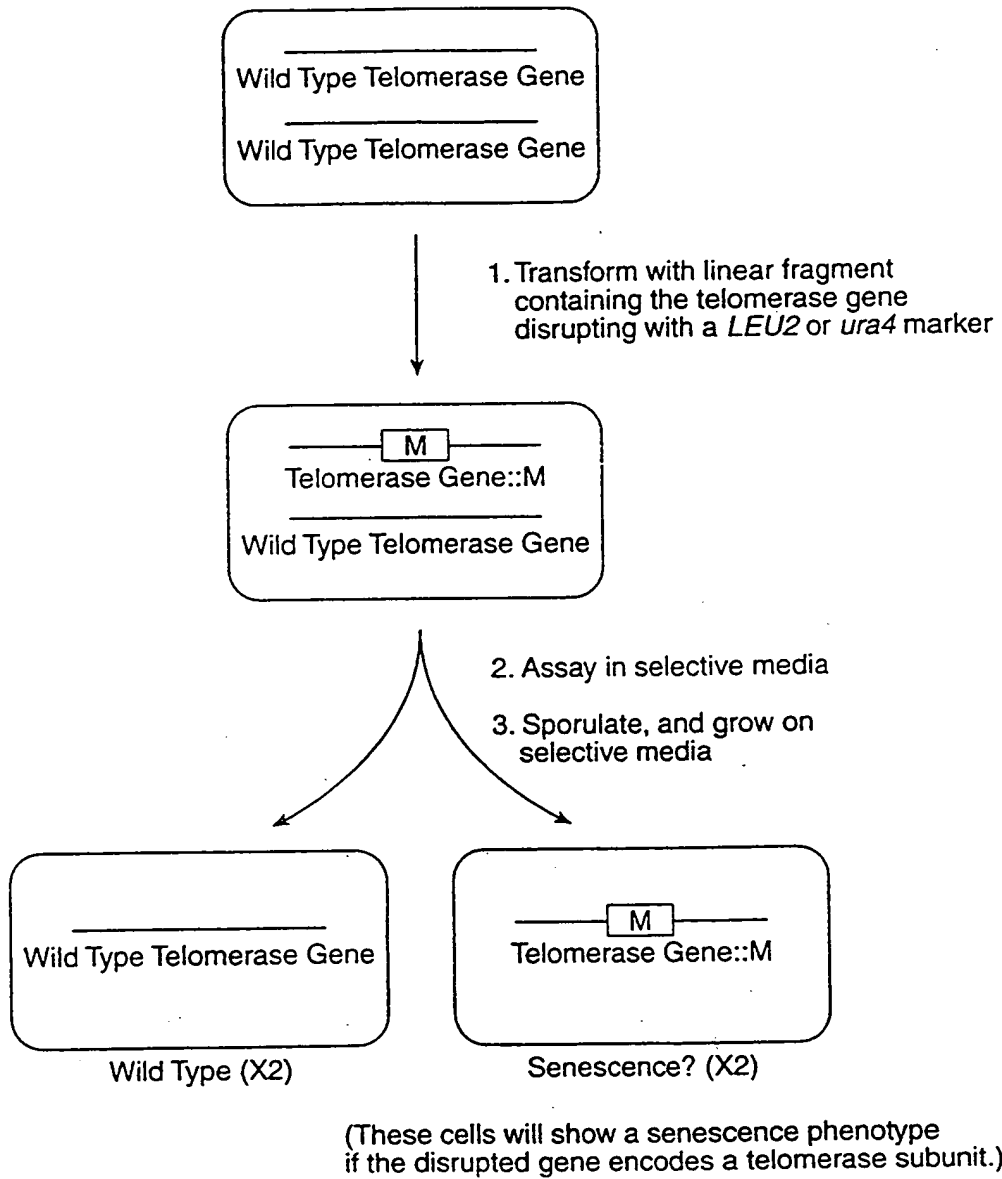 Wild Type Telomerase Gene
Wild Type Telomerase Gene
1. Transform with linear fragment
containing the telomerase gene
disrupting with a LEU2 or ura4 marker
M
Telomerase Gene::M
Wild Type Telomerase Gene
2. Assay in selective media
3. Sporulate, and grow on
selective media
Wild Type Telomerase Gene
Wild Type (X2)
M
Telomerase Gene::M
Senescence? (X2)
(These cells will show a senescence phenotype
if the disrupted gene encodes a telomerase subunit.)